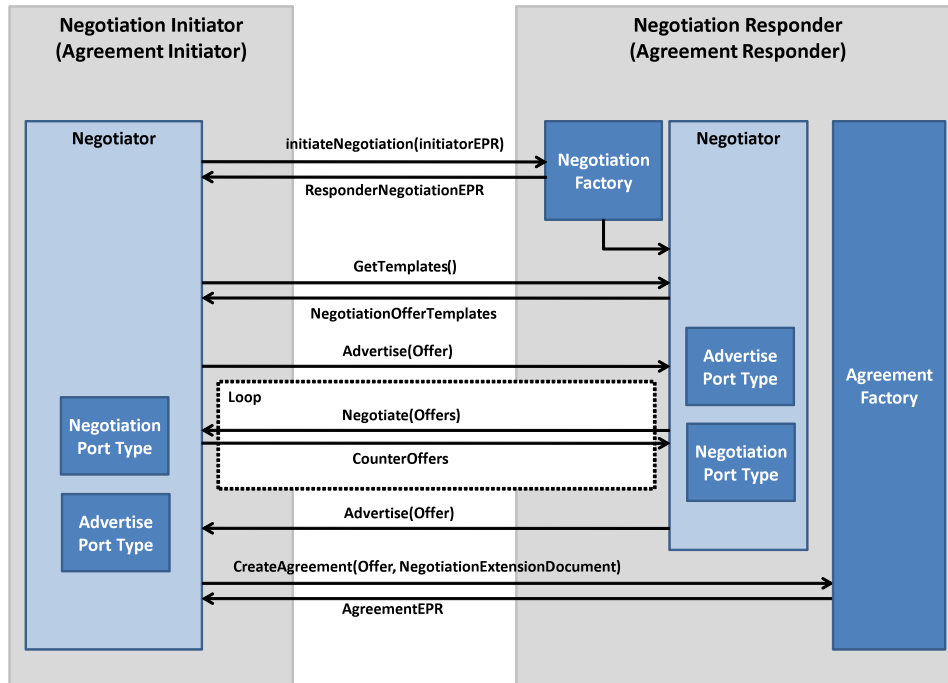 Negotiation Initiator
(Agreement Initiator)
Negotiation Responder
(Agreement Responder)
Negotiator
initiateNegotiation(initiatorEPR)
ResponderNegotiationEPR
Negotiation
Factory
Negotiator
GetTemplates()
NegotiationOfferTemplates
Advertise(Offer)
Advertise
Port Type
Agreement
Factory
Loop
Negotiate(Offers)
CounterOffers
Negotiation
Port Type
Negotiation
Port Type
Advertise(Offer)
Advertise
Port Type
CreateAgreement(Offer, NegotiationExtensionDocument)
AgreementEPR